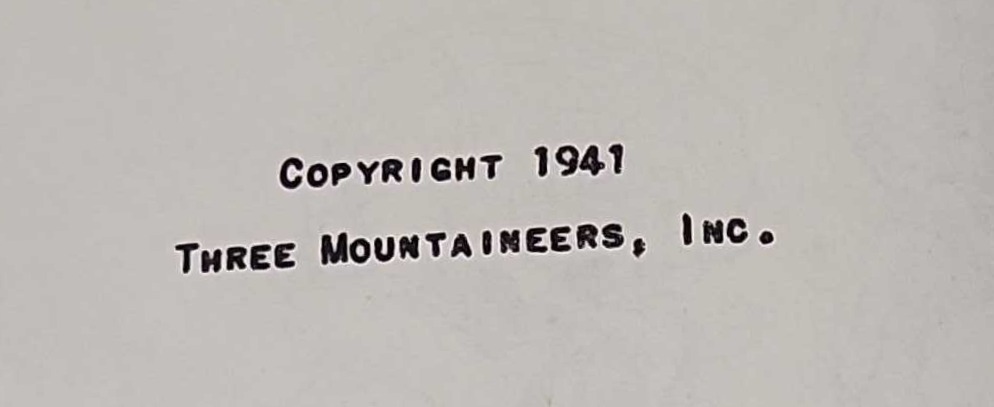 COPYRIGHT 1941
THREE MOUNTAINEERS, INC.